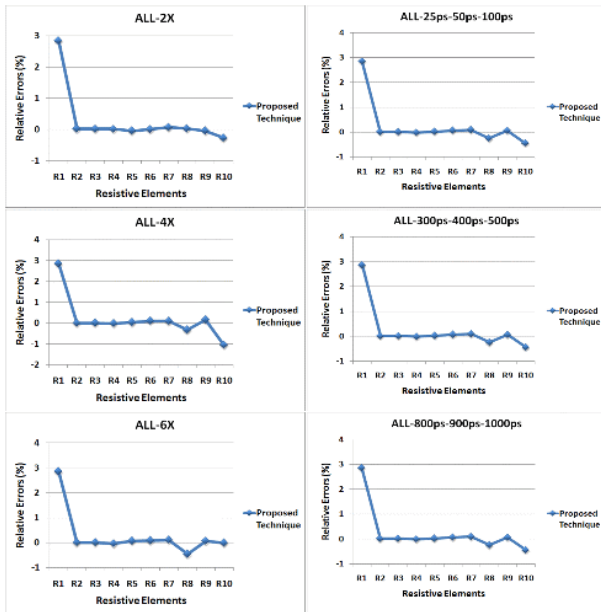 ALL-2X
Relative Errors (%)
3
2
1
0
-1
R1 R2 R3 R4 R5 R6 R7 R8 R9 R10
Resistive Elements
Proposed
Technique
ALL-25ps-50ps-100ps
Relative Errors (%)
4
3
2
1
0
-1
R1 R2 R3 R4 R5 R6 R7 R8 R9 R10
Resistive Elements
Proposed
Technique
ALL-4X
Relative Errors (%)
4
3
2
1
0
-1
-2
R1 R2 R3 R4 R5 R6 R7 R8 R9 R10
Resistive Elements
Proposed
Technique
ALL-300ps-400ps-500ps
Relative Errors (%)
4
3
2
1
0
-1
R1 R2 R3 R4 R5 R6 R7 R8 R9 R10
Resistive Elements
Proposed
Technique
ALL-6X
Relative Errors (%)
4
3
2
1
0
-1
R1 R2 R3 R4 R5 R6 R7 R8 R9 R10
Resistive Elements
Proposed
Technique
ALL-800ps-900ps-1000ps
Relative Errors (%)
4
3
2
1
0
-1
R1 R2 R3 R4 R5 R6 R7 R8 R9 R10
Resistive Elements
Proposed
Technique